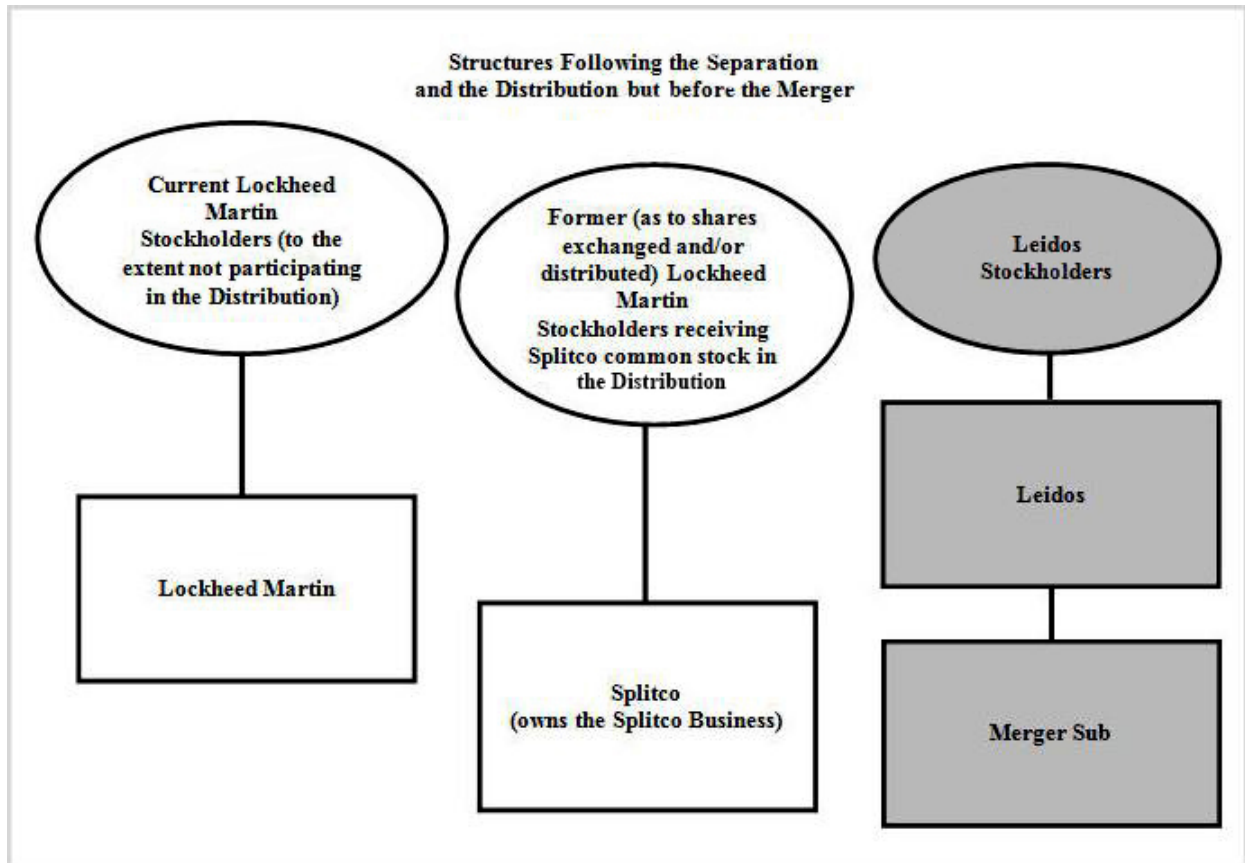 Structures Following the Separation
and the Distribution but before the Merger
Current Lockheed
Martin
Stockholders (to the
extent not participating
in the Distribution)
Lockheed Martin
Former (as to shares
exchanged and/or
distributed) Lockheed
Martin
Stockholders receiving
Splitco common stock in
the Distribution
Splitco
(owns the Splitco Business)
Leidos
Stockholders
Leidos
Merger Sub